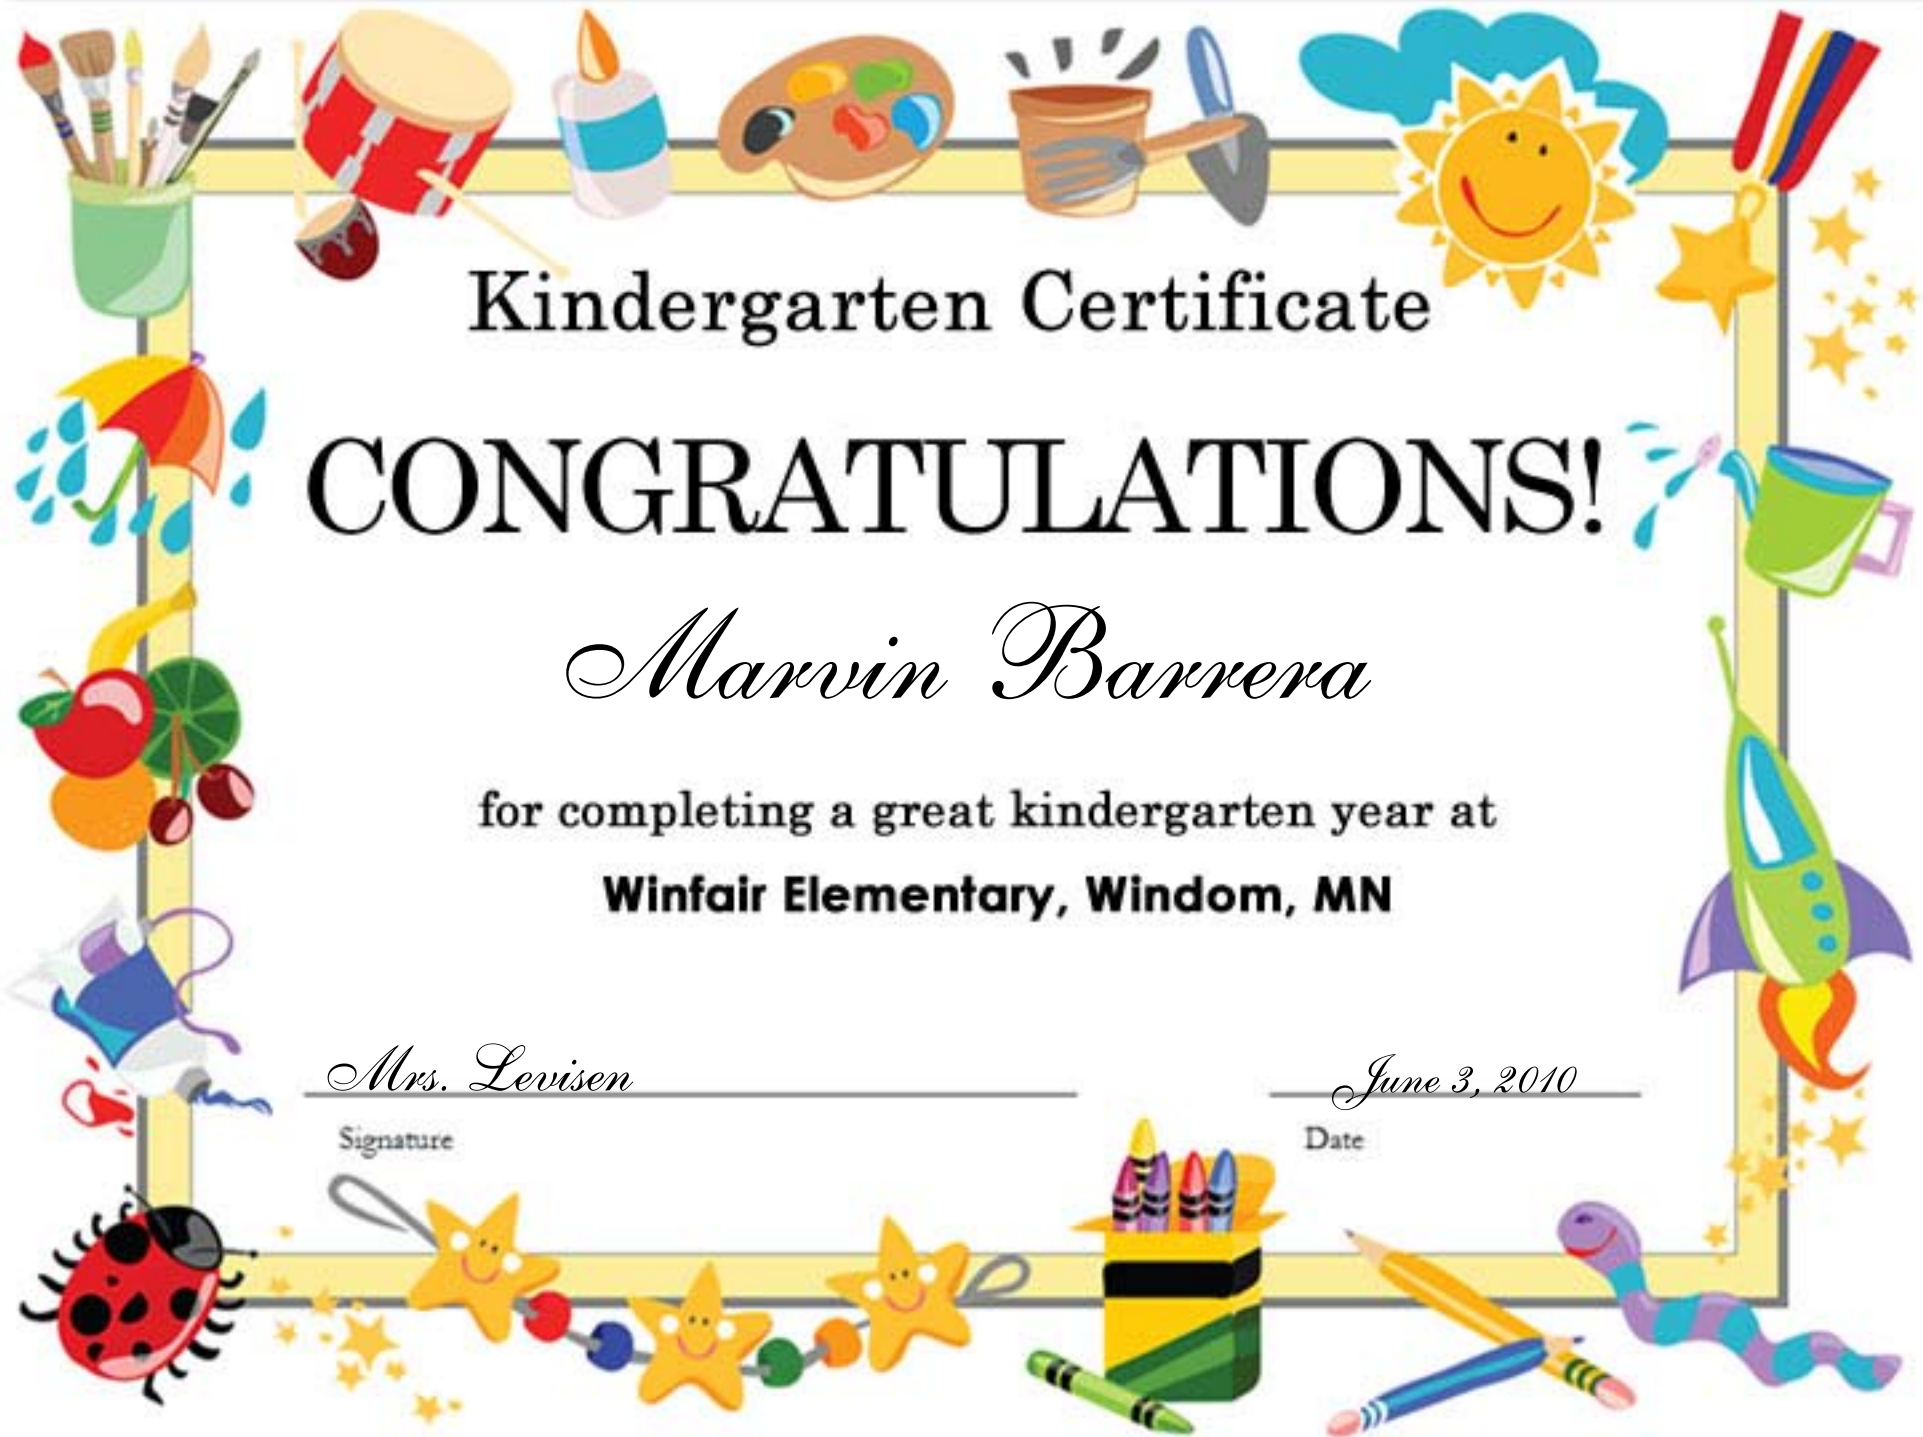 Kindergarten Certificate
CONGRATULATIONS!
Marvin Barrera
for completing a great kindergarten year at
Winfair Elementary, Windom, MN
Mrs. Levisen June 3, 2010
Signature Date